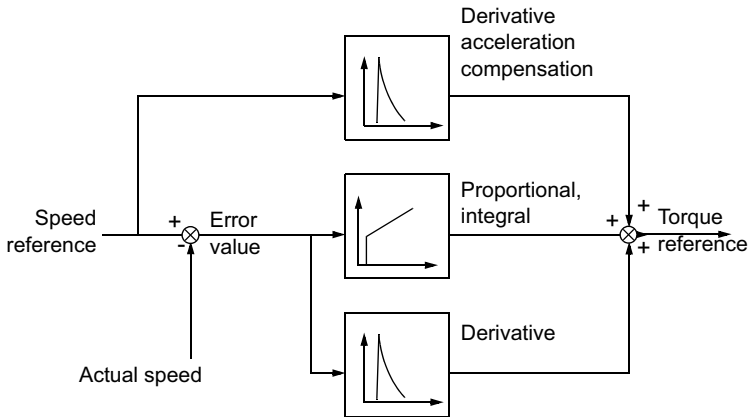 Derivative
acceleration
compensation
Proportional,
integral
Speed
reference
+
-
Error
value
+
+
+
Torque
reference
Derivative
Actual speed